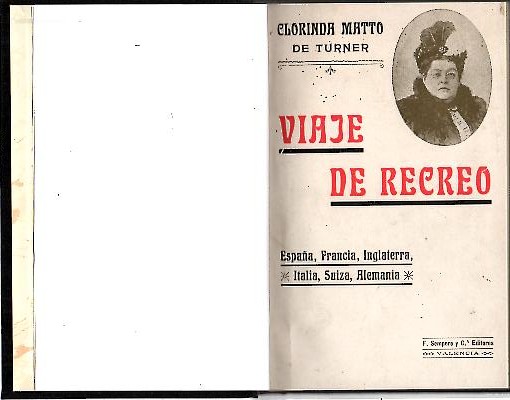 CLORINDA MATTO
DE TURNER
VIAJE
DE RECREO
España, Francia, Inglaterra,
Italia, Suiza, Alemania
F. Sempere y C.ª Editores
VALENCIA